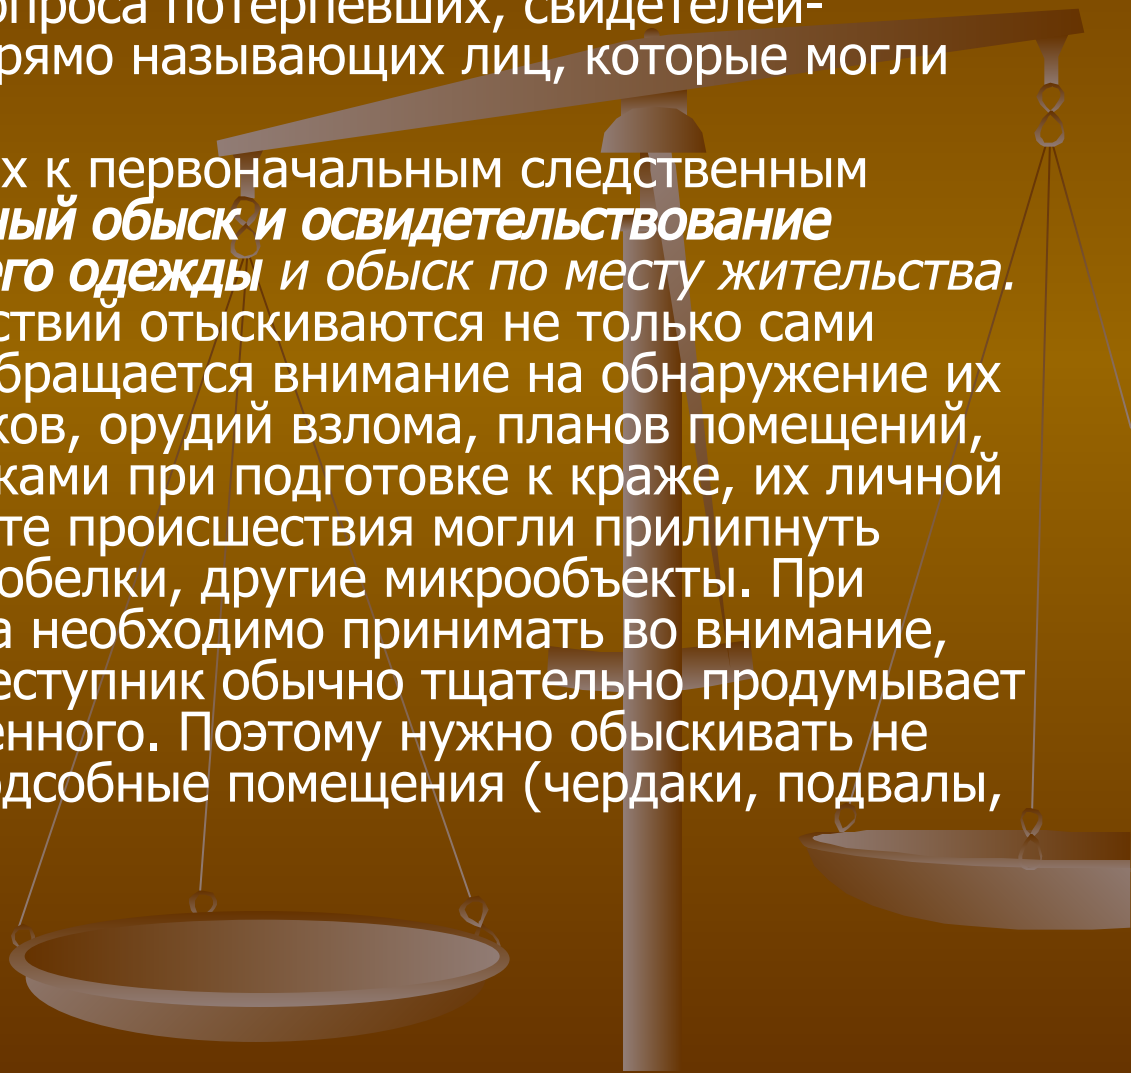 опроса потерпевших, свидетелей-
рямо называющих лиц, которые могли
х к первоначальным следственным
ный обыск и освидетельствование
его одежды и обыск по месту жительства.
ствий отыскиваются не только сами
бращается внимание на обнаружение их
ков, орудий взлома, планов помещений,
ками при подготовке к краже, их личной
те происшествия могли прилипнуть
обелки, другие микрообъекты. При
а необходимо принимать во внимание,
еступник обычно тщательно продумывает
енного. Поэтому нужно обыскивать не
дсобные помещения (чердаки, подвалы,